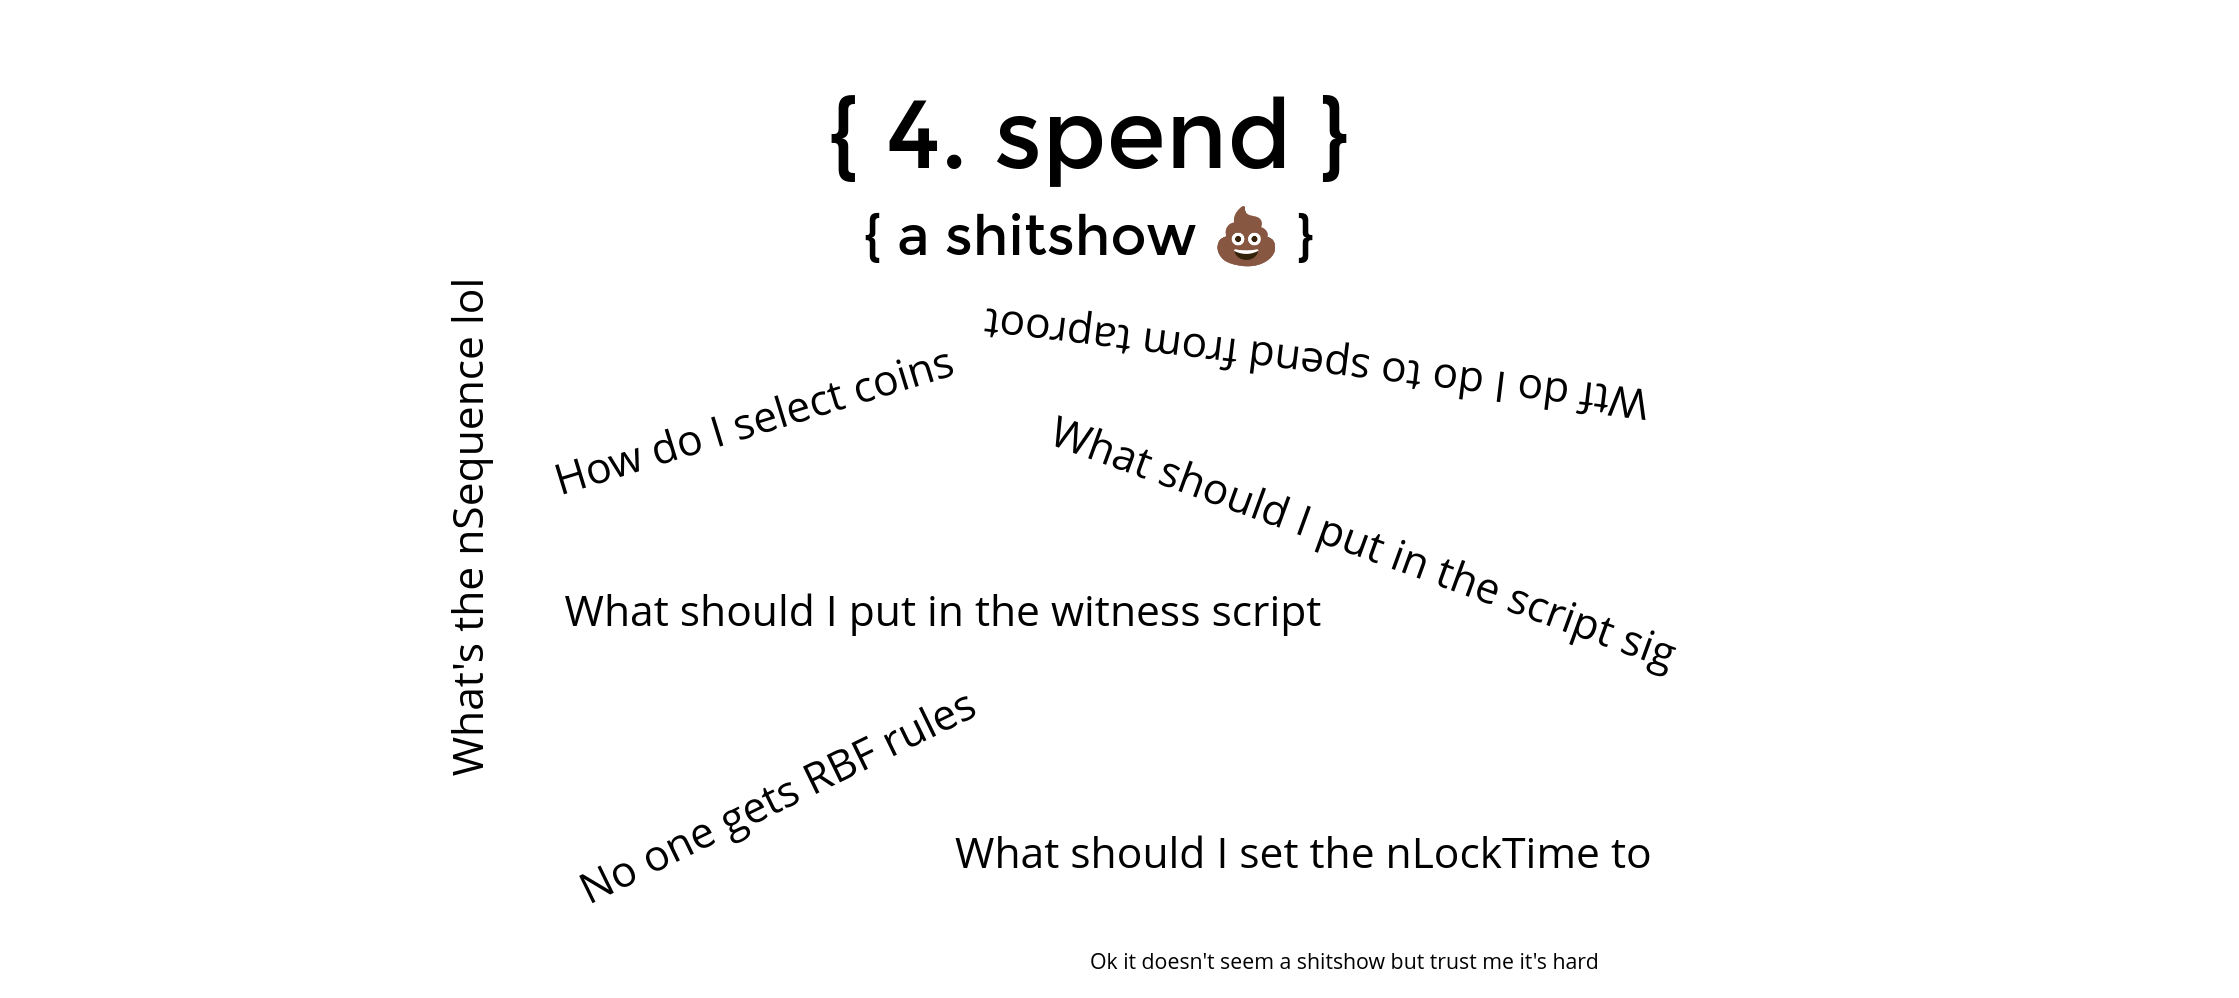 { 4. spend }
{ a shitshow 💩 }
What's the nSequence lol
How do I select coins
Wtf do I do to spend from taproot
What should I put in the script sig
What should I put in the witness script
No one gets RBF rules
What should I set the nLockTime to
Ok it doesn't seem a shitshow but trust me it's hard